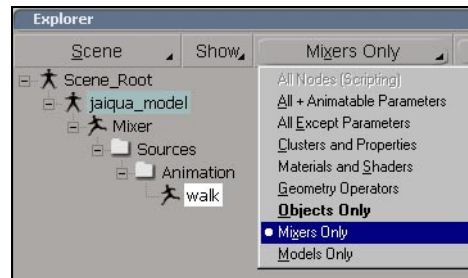 Explorer
Scene Show Mixers Only
Scene_Root
jaiqua_model
Mixer
Sources
Animation
walk
All Nodes (Scripting)
All + Animatable Parameters
All Except Parameters
Clusters and Properties
Materials and Shaders
Geometry Operators
Objects Only
Mixers Only
Models Only